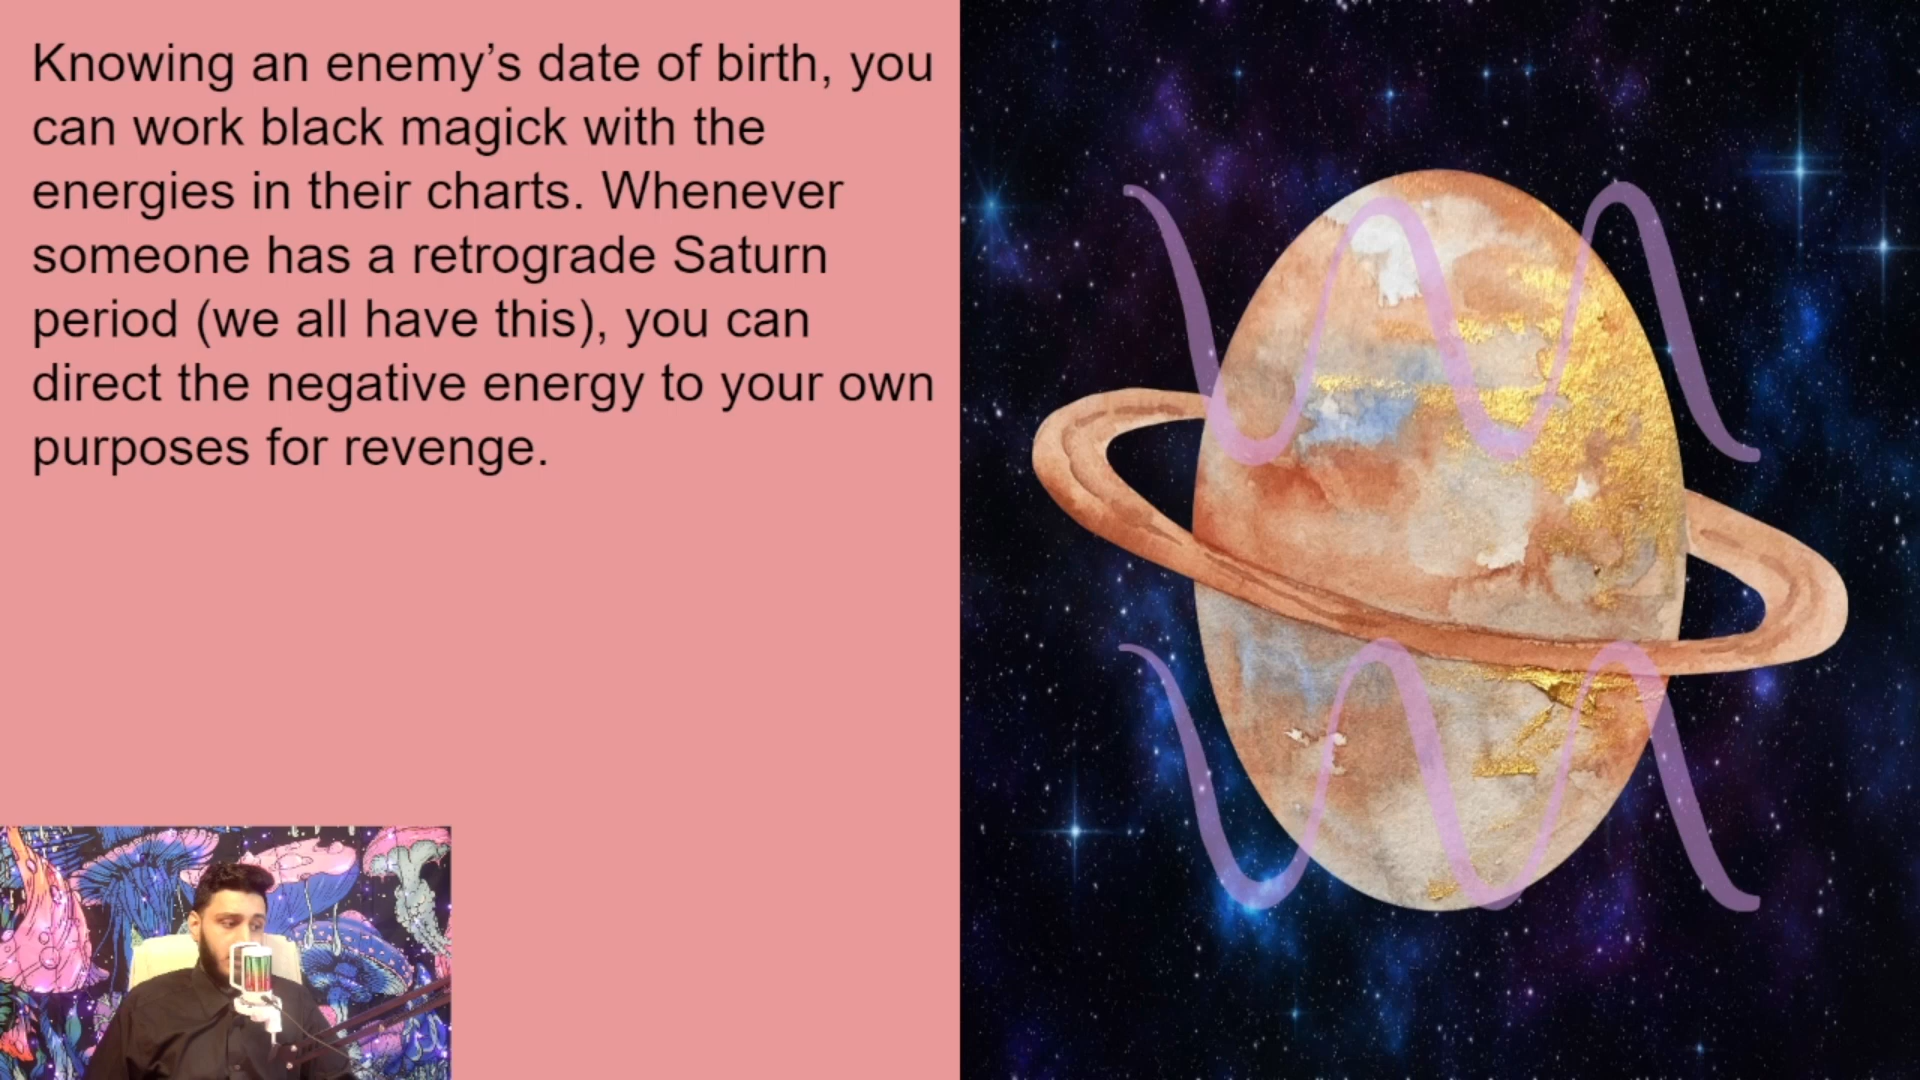 Knowing an enemy’s date of birth, you
can work black magick with the
energies in their charts. Whenever
someone has a retrograde Saturn
period (we all have this), you can
direct the negative energy to your own
purposes for revenge.